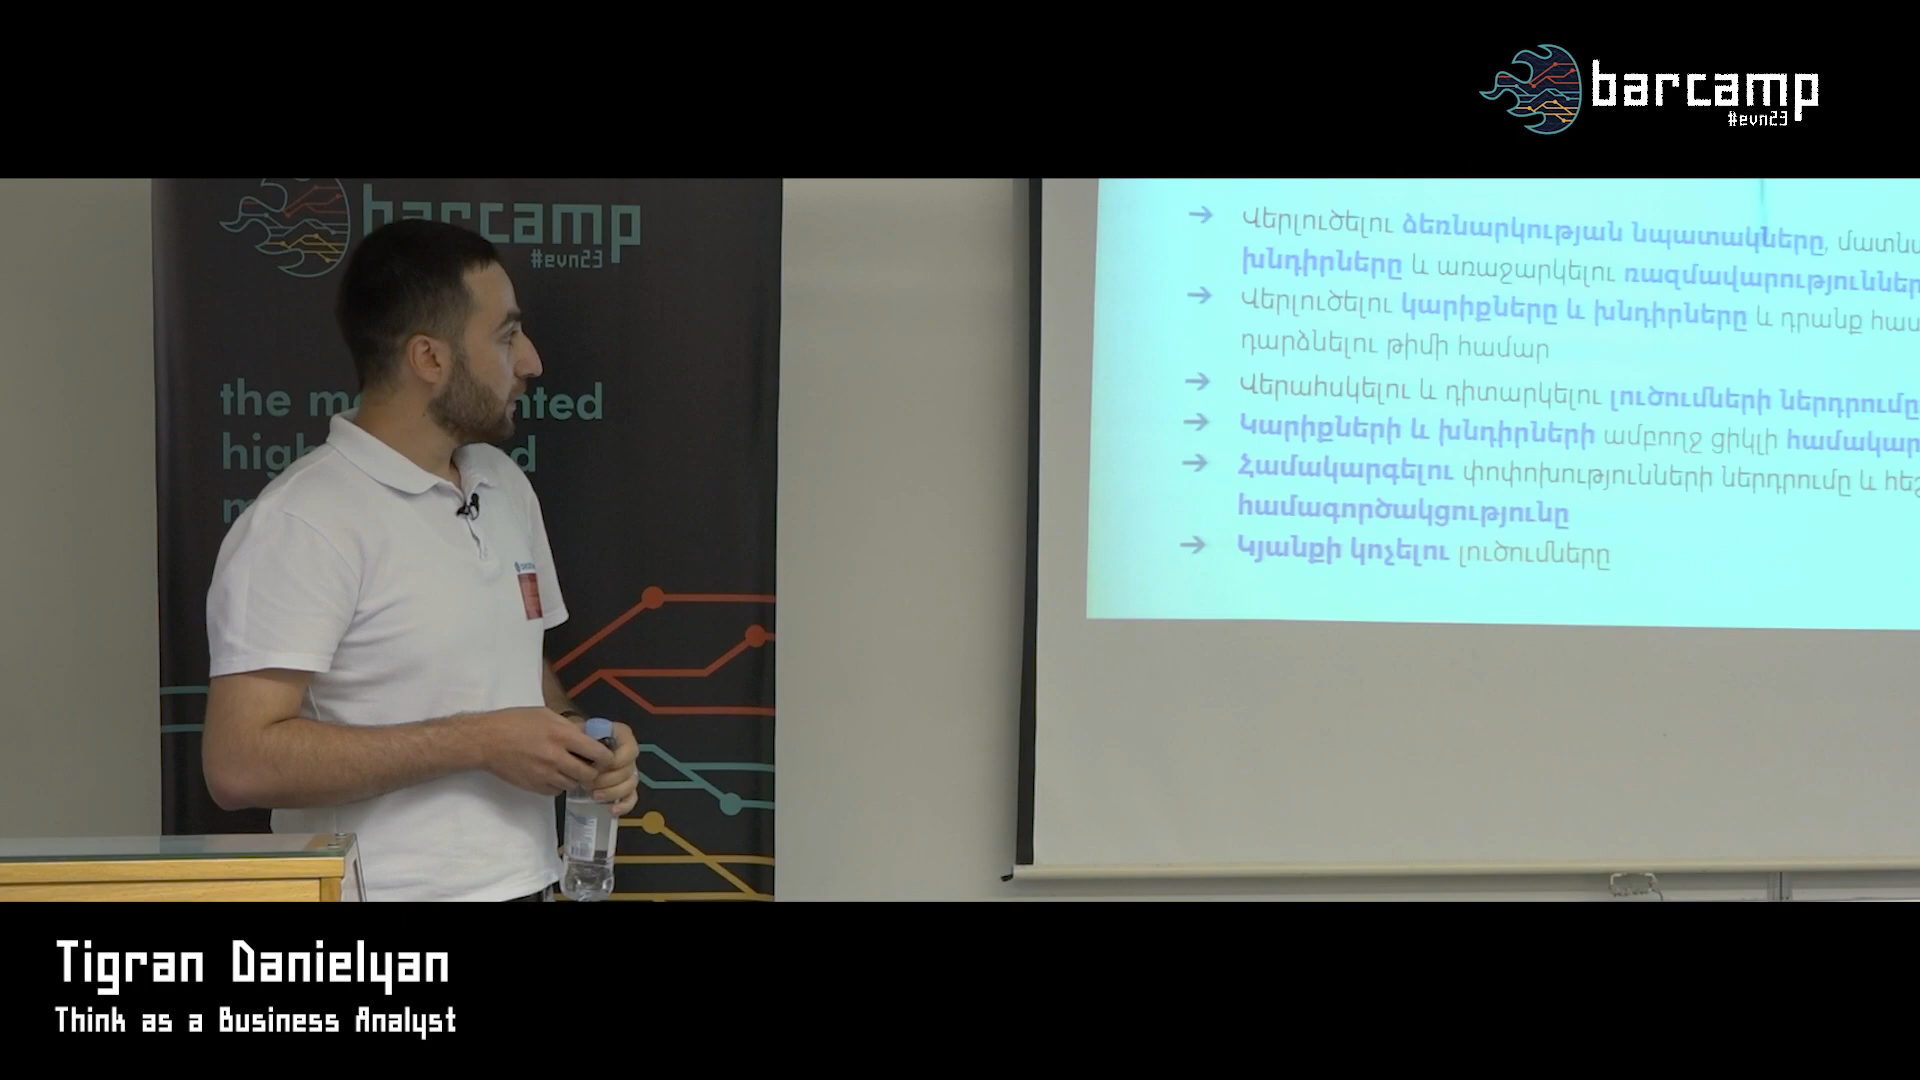 barcamp
#evn23
barcamp
#evn23
the m nted
hig d
m
➔ Վերլուծելու ձեռնարկության նպատակները, մատն
խնդիրները և առաջարկելու ռազմավարություններ
➔ Վերլուծելու կարիքները և խնդիրները և դրանք հաս
դարձնելու թիմի համար
➔ Վերահսկելու և դիտարկելու լուծումների ներդրումը
➔ Կարիքների և խնդիրների ամբողջ ցիկլի համակար
➔ Համակարգելու փոփոխությունների ներդրումը և հեշ
համագործակցությունը
➔ Կյանքի կոչելու լուծումները
Tigran Danielyan
Think as a Business Analyst